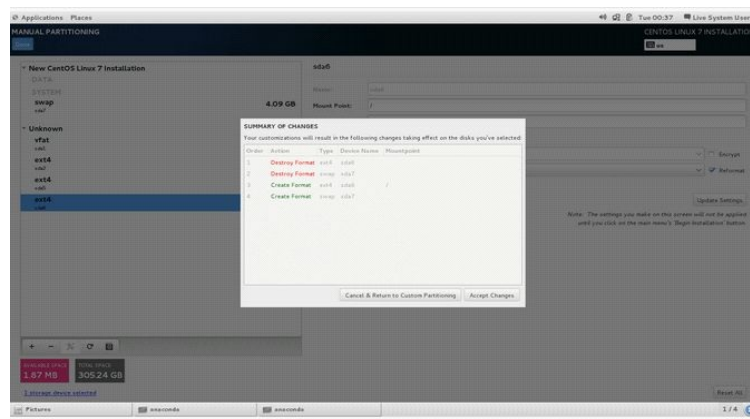 Applications Places
Tue 00:37 Live System User
MANUAL PARTITIONING
CENTOS LINUX 7 INSTALLATIO
Done
us
New CentOS Linux 7 Installation
DATA
SYSTEM
swap
sda7
4.09 GB
Unknown
vfat
ext4
ext4
ext4
sda6
Name:
Mount Point: /
SUMMARY OF CHANGES
Your customizations will result in the following changes taking effect on the disks you've selected:
Order Action Type Device Name Mountpoint
1 Destroy Format ext4 sda6
2 Destroy Format swap sda7
3 Create Format ext4 sda6 /
4 Create Format swap sda7
Cancel & Return to Custom Partitioning
Accept Changes
Encrypt
Reformat
Update Settings
Note: The settings you make on this screen will not be applied
until you click on the main menu's 'Begin Installation' button.
AVAILABLE SPACE
1.87 MB
TOTAL SPACE
305.24 GB
1 storage device selected
Reset All
Pictures
anaconda
anaconda
1 / 4